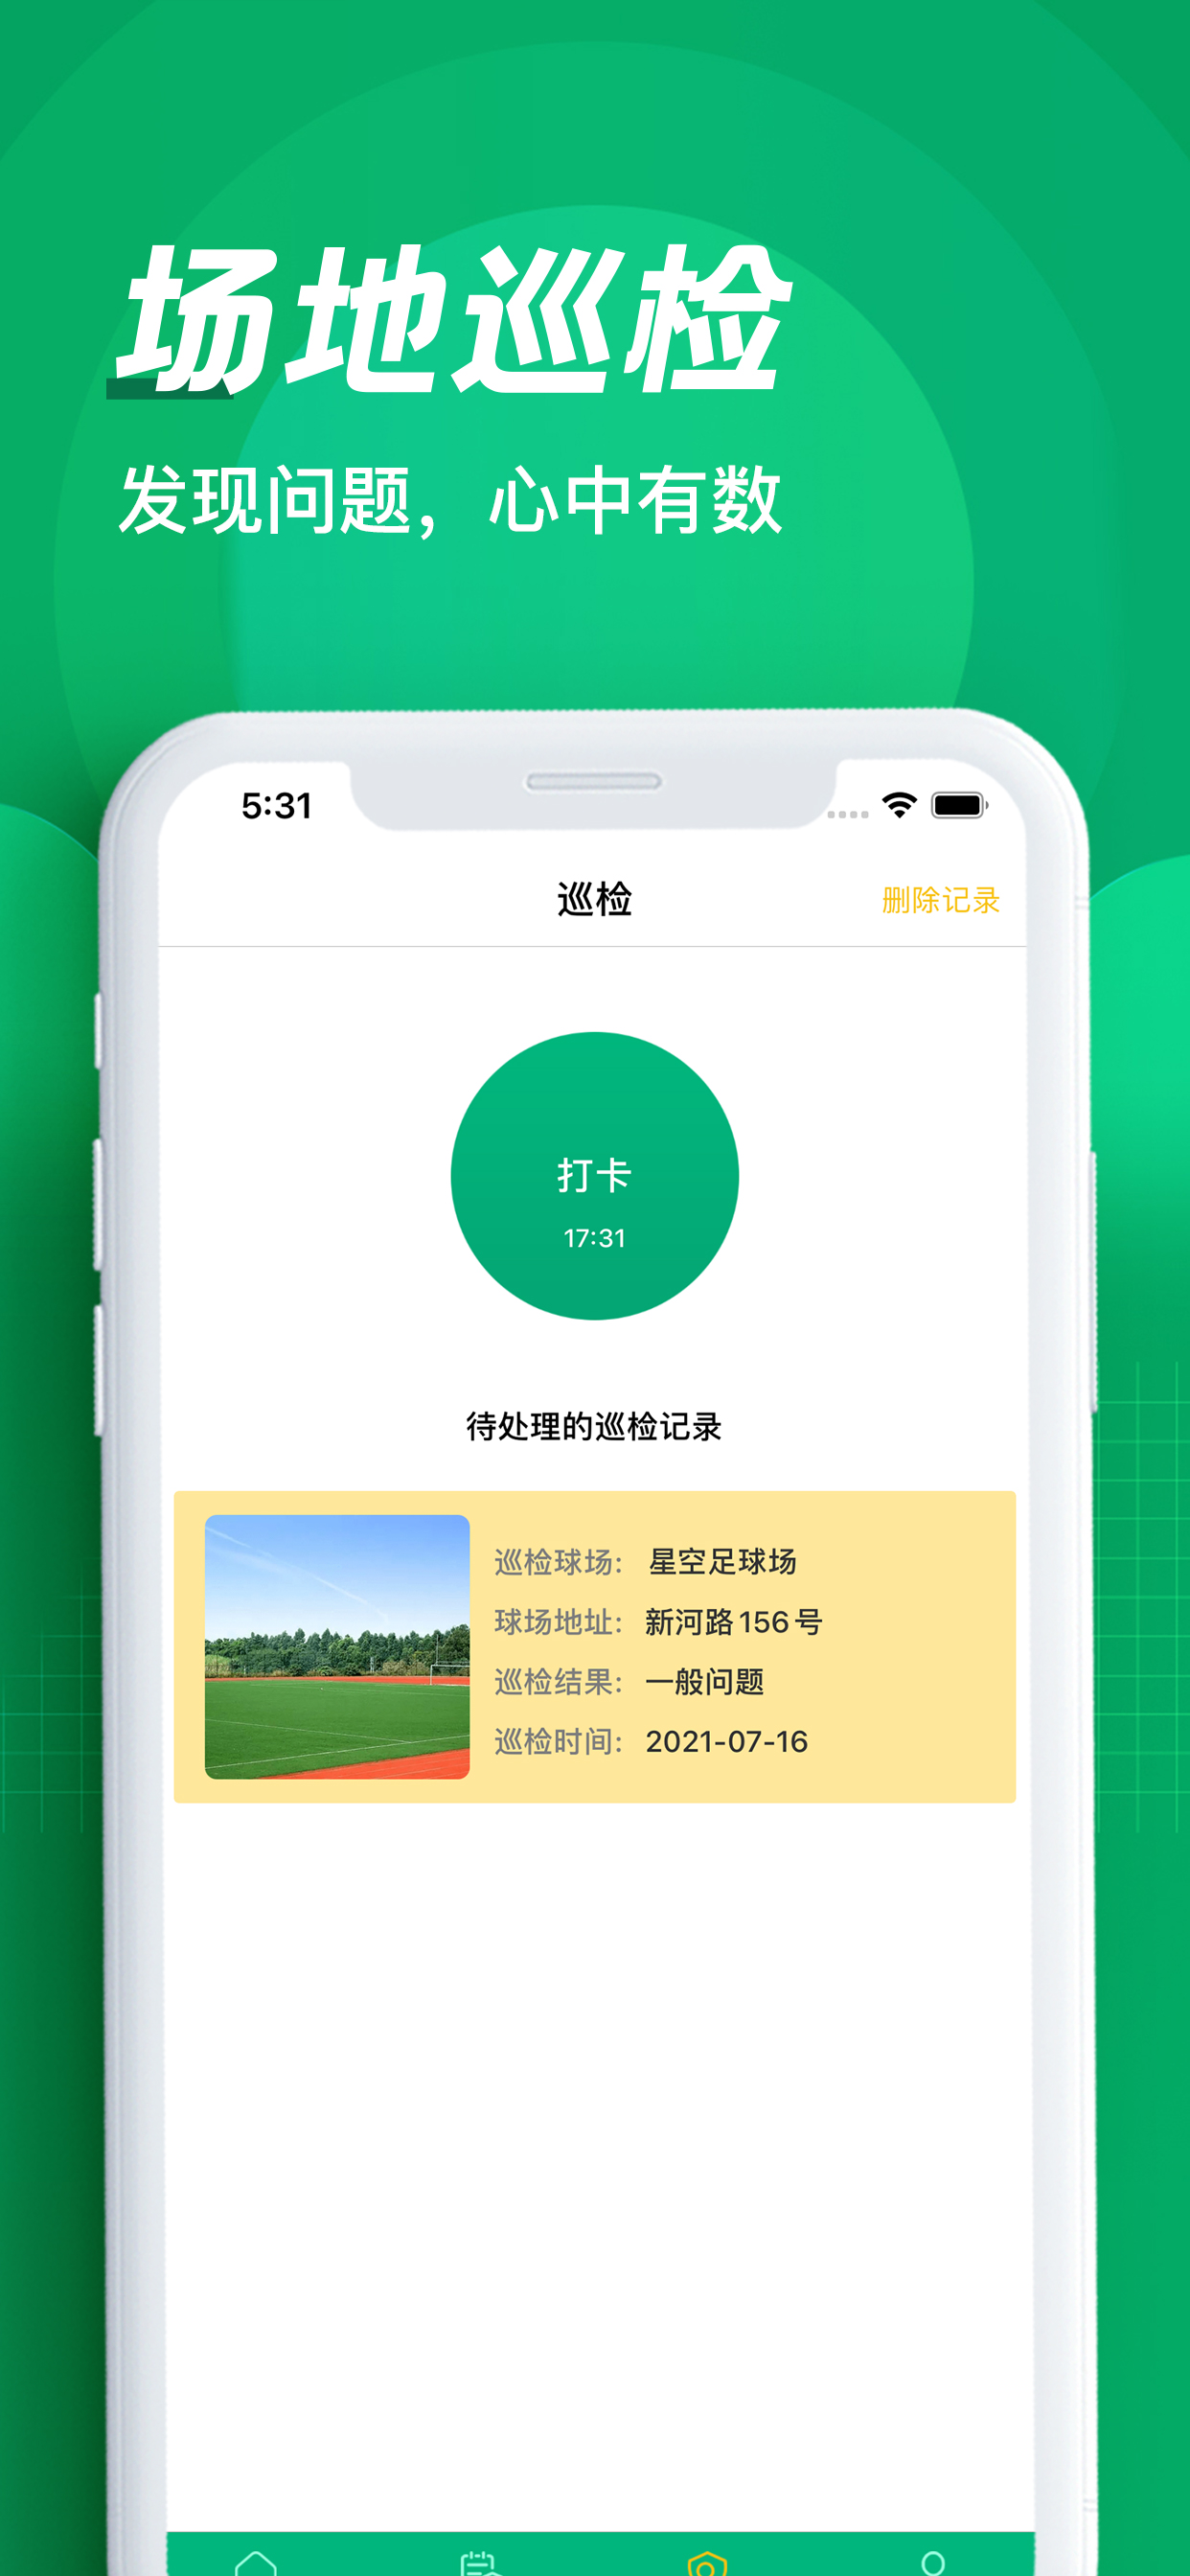 场地巡检
发现问题，心中有数
5:31
巡检
删除记录
打卡
17:31
待处理的巡检记录
巡检球场: 星空足球场
球场地址: 新河路156号
巡检结果: 一般问题
巡检时间: 2021-07-16